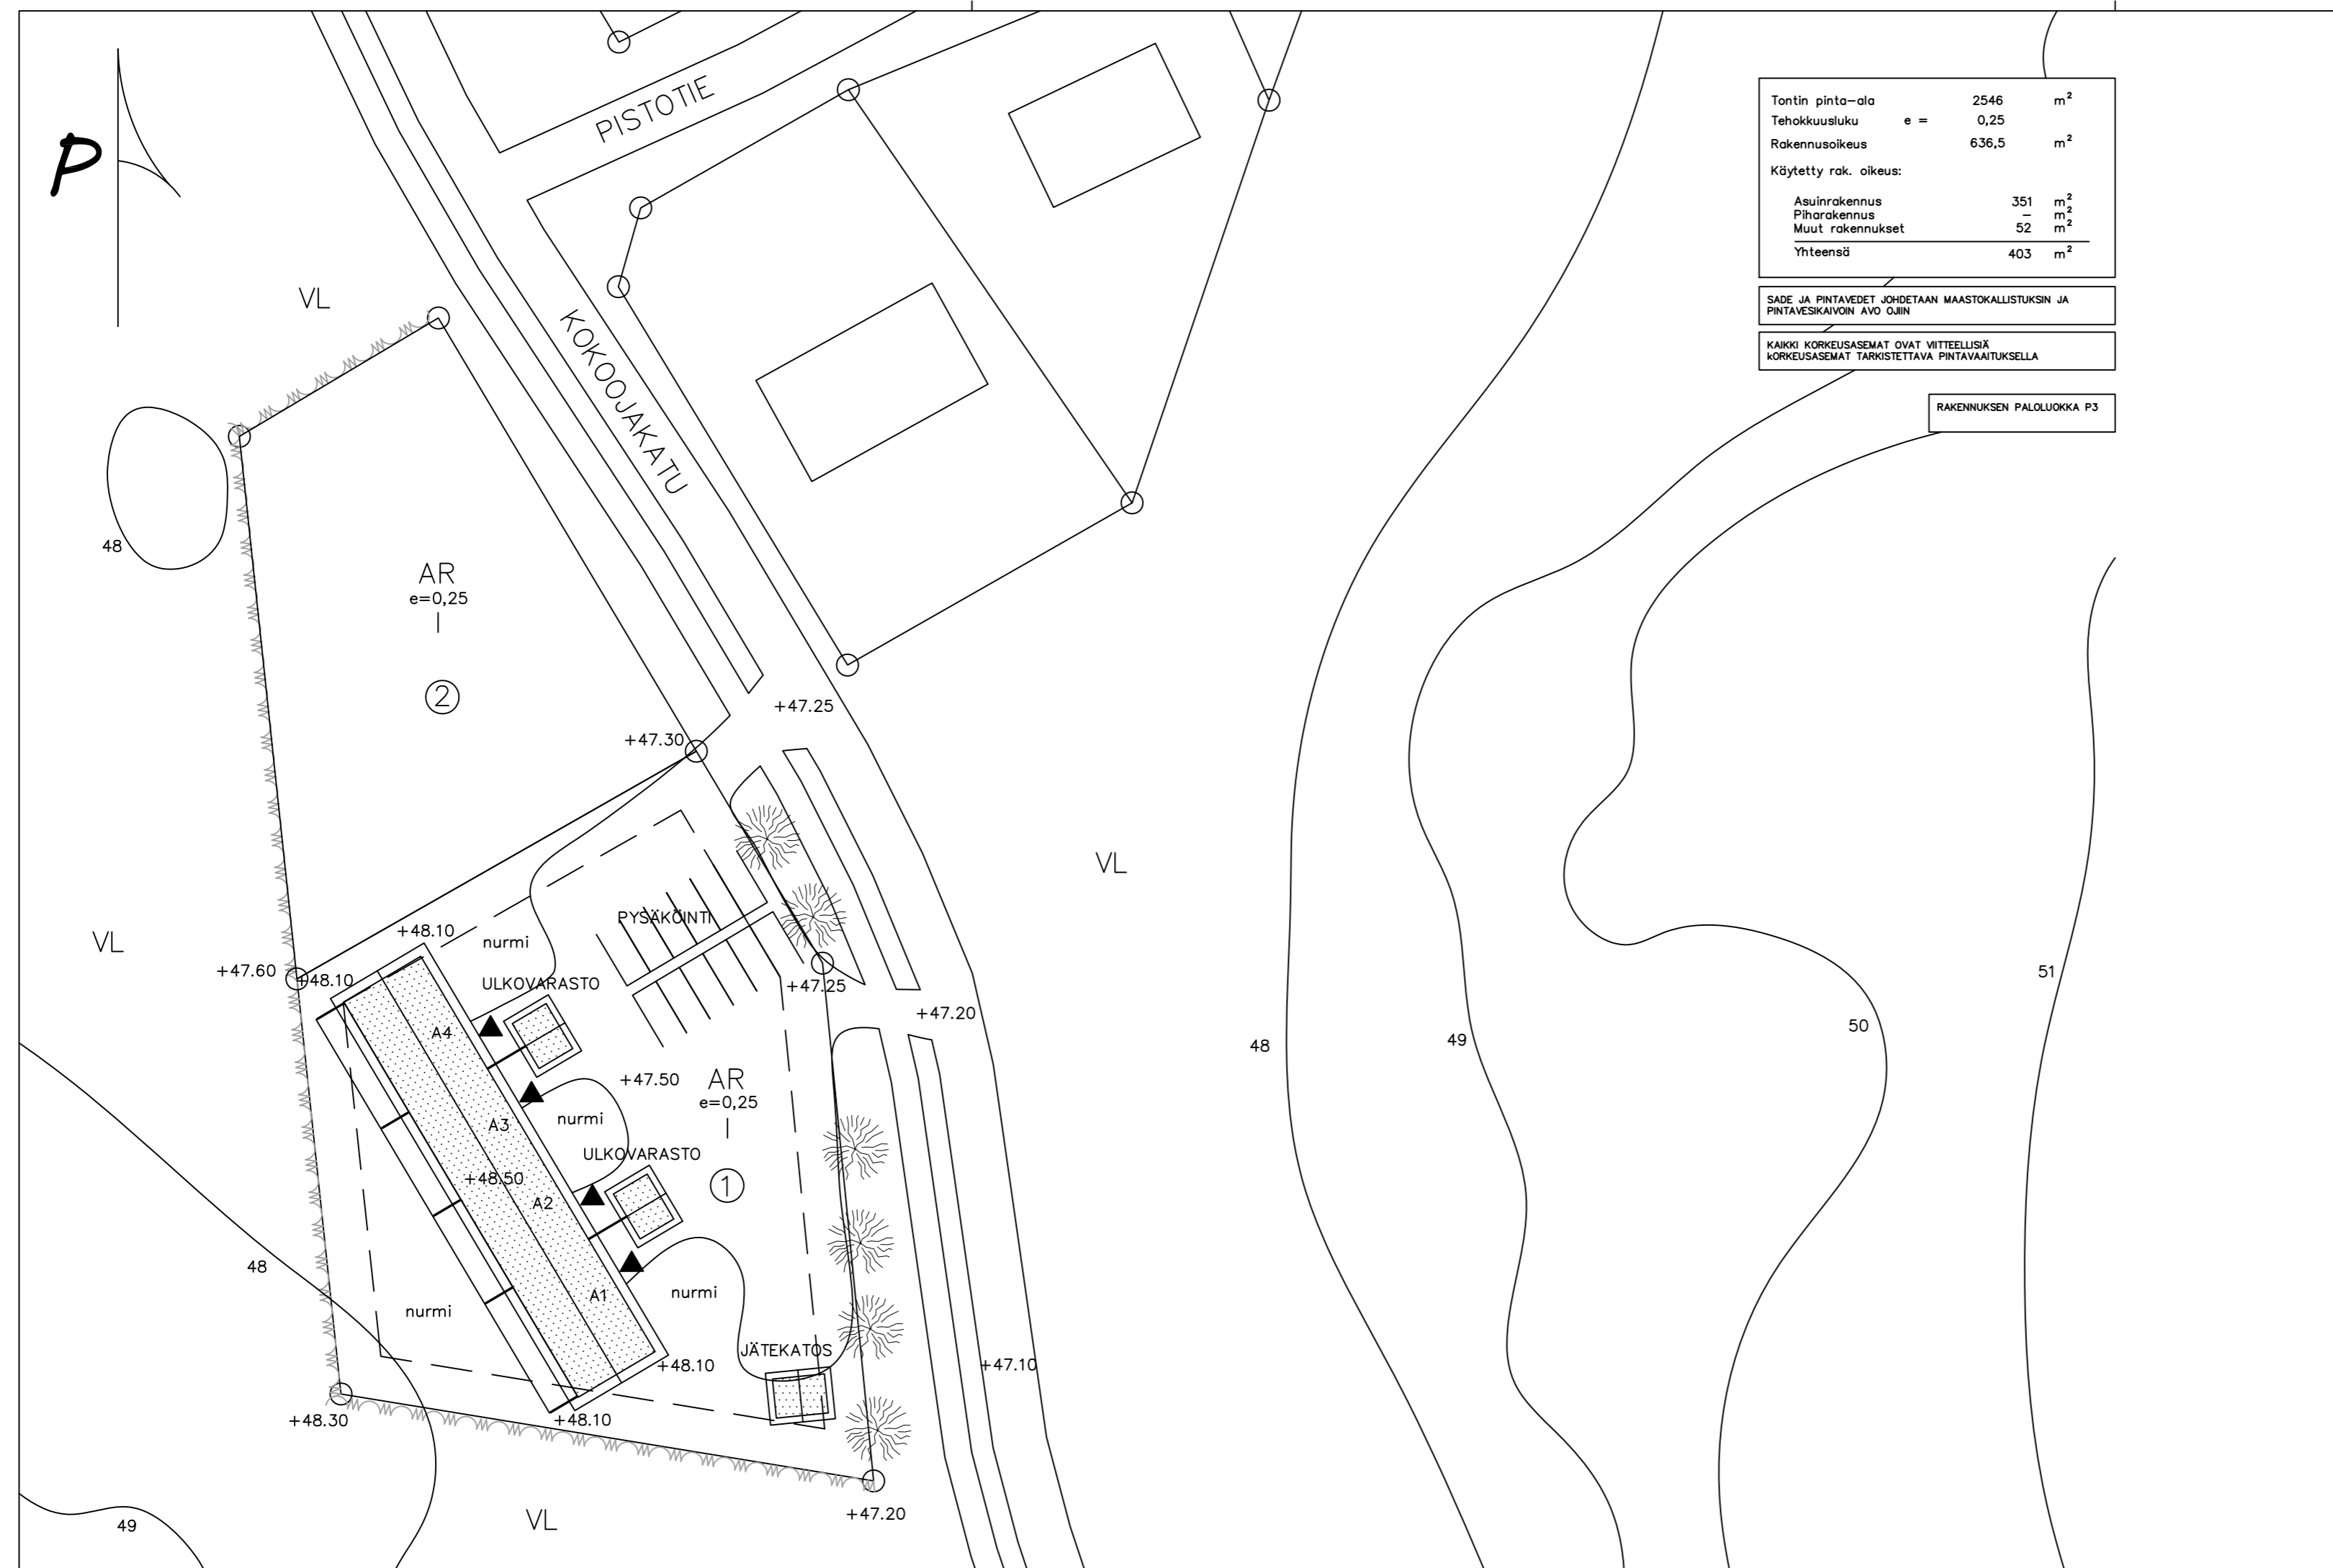 P
PISTOTIE
Tontin pinta-ala 2546 m²
Tehokkuusluku e = 0,25
Rakennusoikeus 636,5 m²
Käytetty rak. oikeus:
Asuinrakennus 351 m²
Piharakennus – m²
Muut rakennukset 52 m²
Yhteensä 403 m²
SADE JA PINTAVEDET JOHDETAAN MAASTOKALLISTUKSIN JA
PINTAVESIKAIVOIN AVO OJIIN
KAIKKI KORKEUSASEMAT OVAT VIITTEELLISIÄ
kORKEUSASEMAT TARKISTETTAVA PINTAVAAITUKSELLA
RAKENNUKSEN PALOLUOKKA P3
VL
KOKOOJAKATU
48
AR
e=0,25
2
+47.25
+47.30
VL
PYSÄKÖINTI
+48.10
nurmi
VL
+47.60
+48.10
ULKOVARASTO
+47.25
51
+47.20
A4
50
49
48
+47.50
AR
e=0,25
A3
nurmi
ULKOVARASTO
+48.50
1
A2
48
nurmi
A1
nurmi
JÄTEKATOS
+48.10
+47.10
+48.30
+48.10
+47.20
VL
49